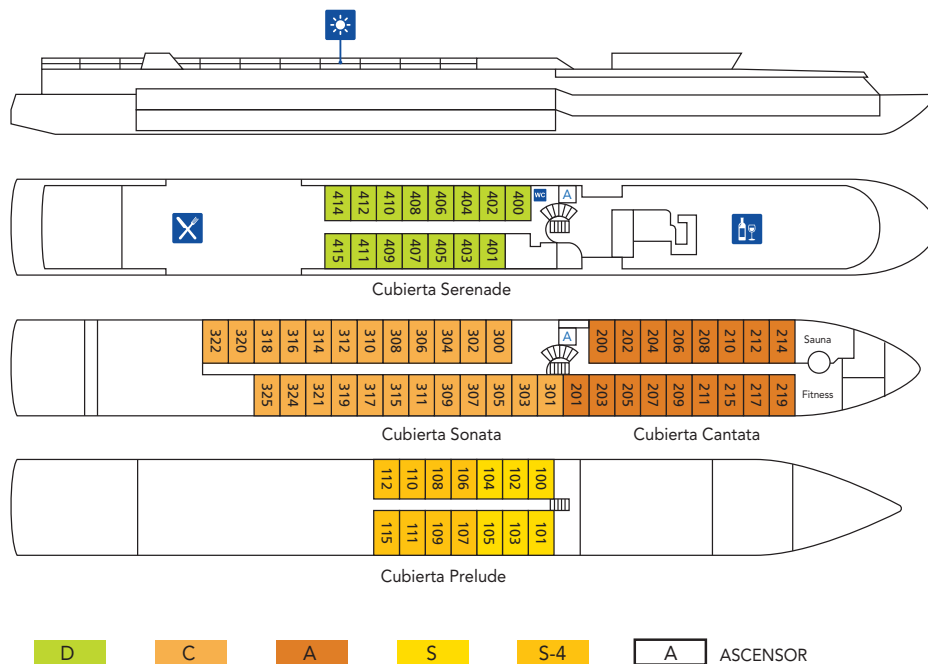 414 412 410 408 406 404 402 400 WC A
415 411 409 407 405 403 401
Cubierta Serenade
322 320 318 316 314 312 310 308 306 304 302 300 A 200 202 204 206 208 210 212 214 Sauna
325 324 321 319 317 315 311 309 307 305 303 301 201 203 205 207 209 211 215 217 219 Fitness
Cubierta Sonata Cubierta Cantata
112 110 108 106 104 102 100
115 111 109 107 105 103 101
Cubierta Prelude
D C A S S-4 A ASCENSOR